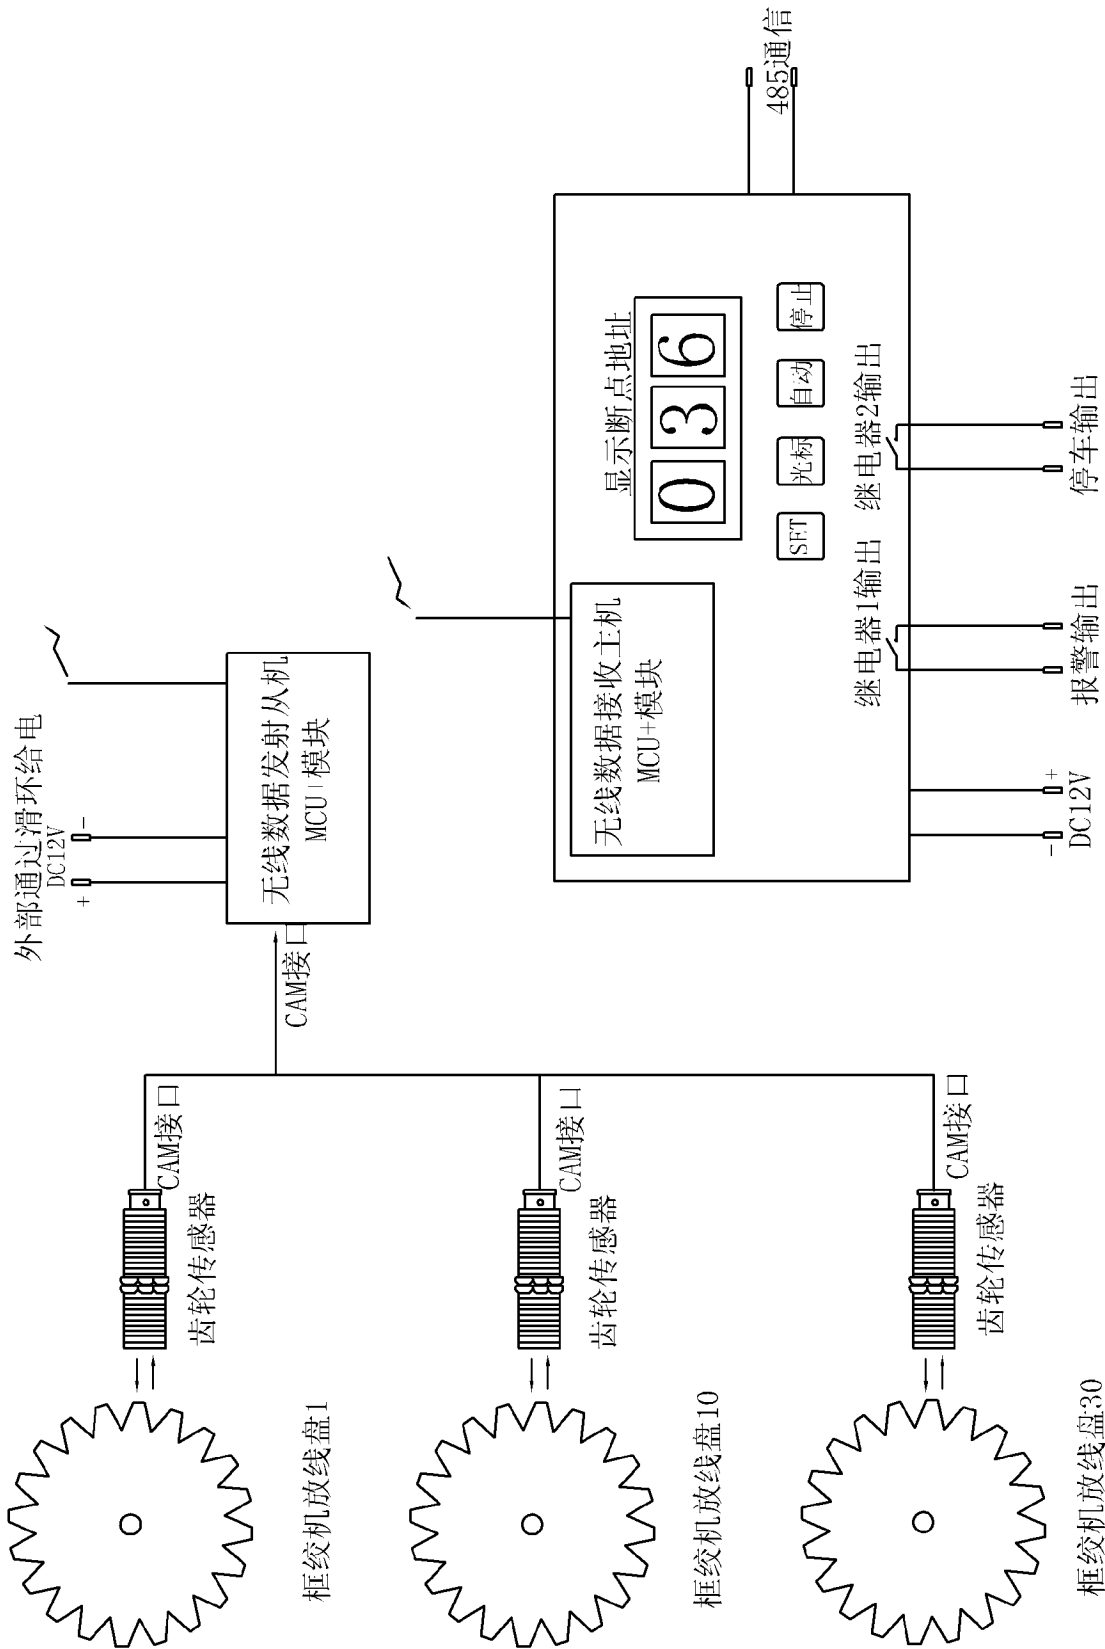 外部通过滑环给电
DC12V
+
-
无线数据发射从机
MCU+模块
CAM接口
CAM接口
齿轮传感器
框绞机放线盘1
CAM接口
齿轮传感器
框绞机放线盘10
CAM接口
齿轮传感器
框绞机放线盘30
无线数据接收主机
MCU+模块
显示断点地址
0 3 6
SET
光标
自动
停止
485通信
继电器1输出
继电器2输出
-
+
DC12V
报警输出
停车输出